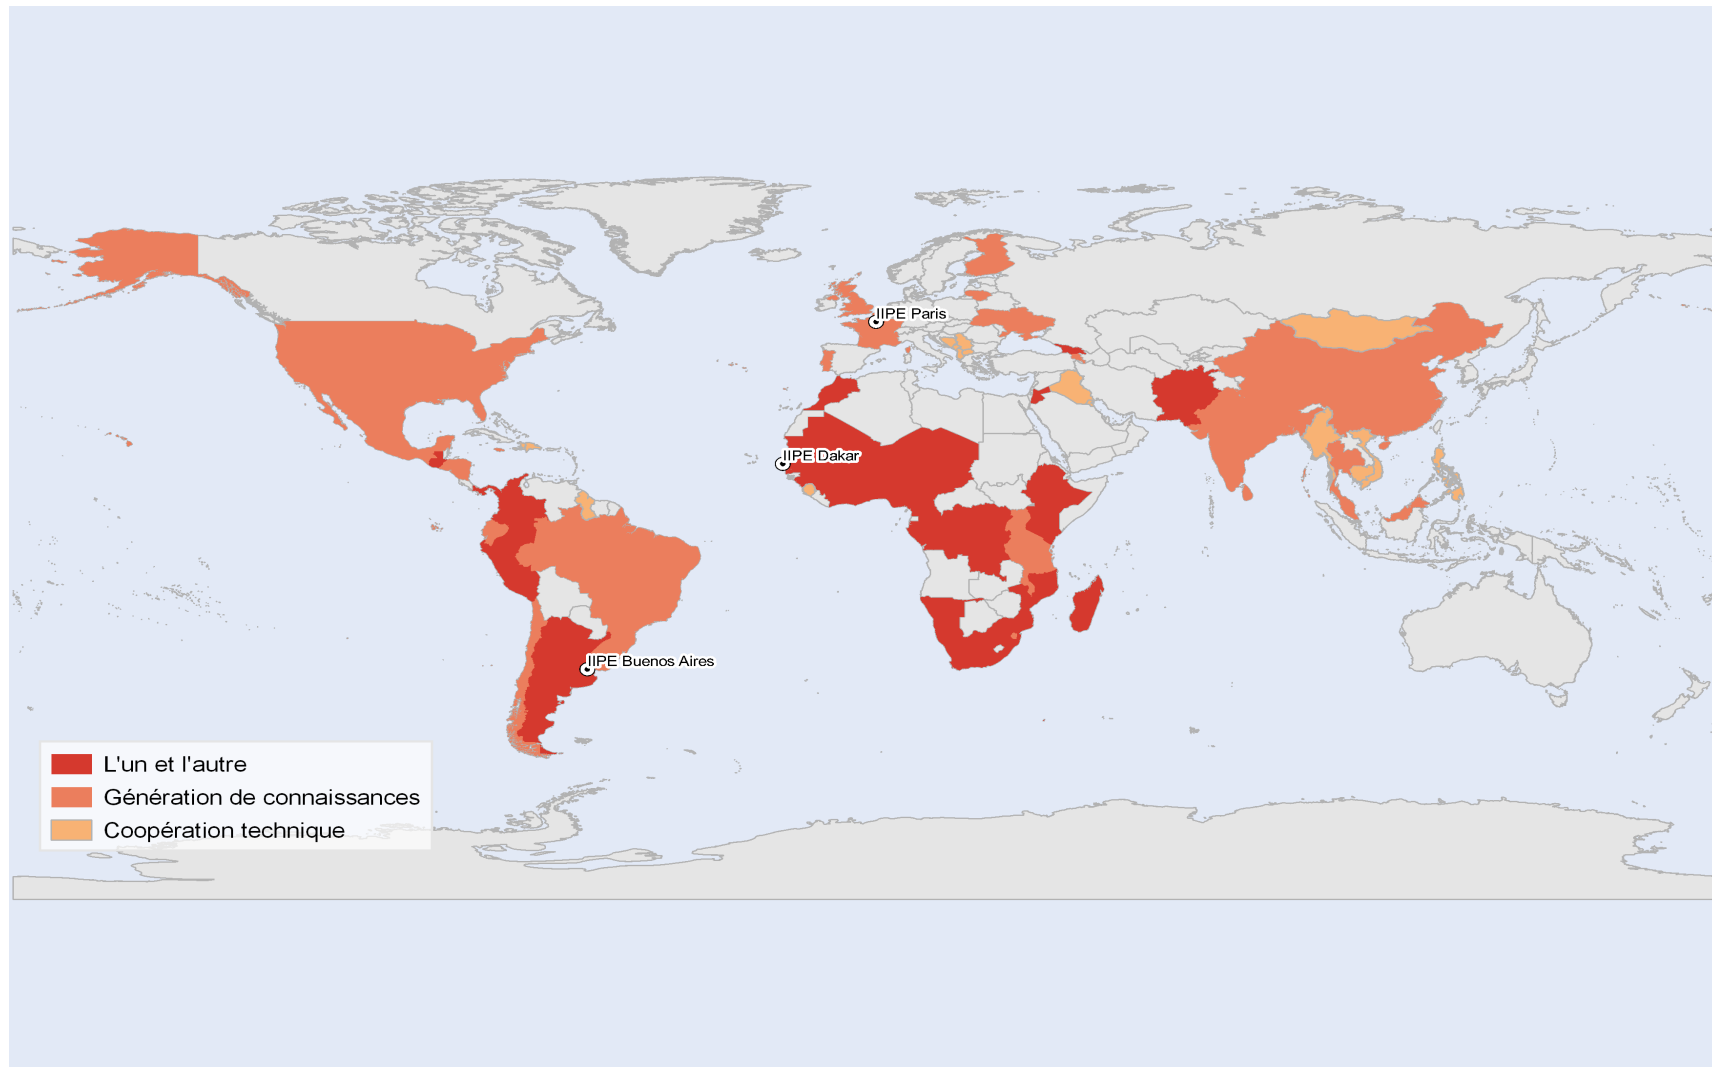 IIPE Paris
IIPE Dakar
IIPE Buenos Aires
L'un et l'autre
Génération de connaissances
Coopération technique